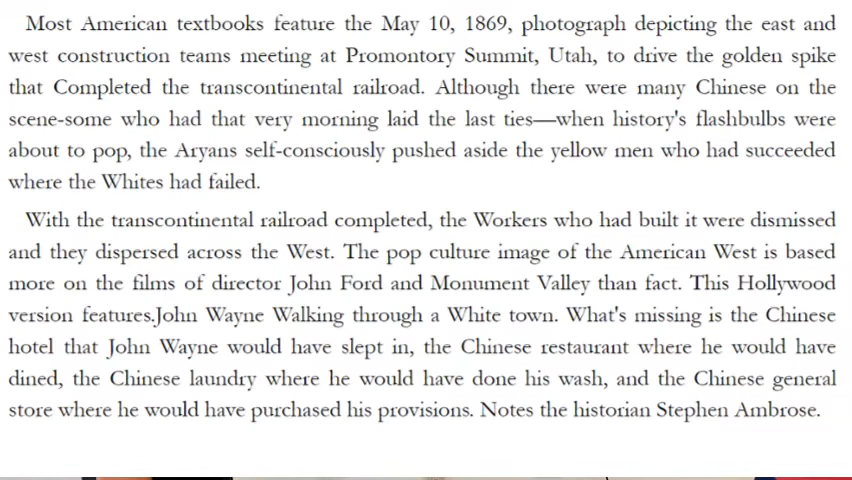 Most American textbooks feature the May 10, 1869, photograph depicting the east and
west construction teams meeting at Promontory Summit, Utah, to drive the golden spike
that Completed the transcontinental railroad. Although there were many Chinese on the
scene-some who had that very morning laid the last ties—when history's flashbulbs were
about to pop, the Aryans self-consciously pushed aside the yellow men who had succeeded
where the Whites had failed.
With the transcontinental railroad completed, the Workers who had built it were dismissed
and they dispersed across the West. The pop culture image of the American West is based
more on the films of director John Ford and Monument Valley than fact. This Hollywood
version features.John Wayne Walking through a White town. What's missing is the Chinese
hotel that John Wayne would have slept in, the Chinese restaurant where he would have
dined, the Chinese laundry where he would have done his wash, and the Chinese general
store where he would have purchased his provisions. Notes the historian Stephen Ambrose.